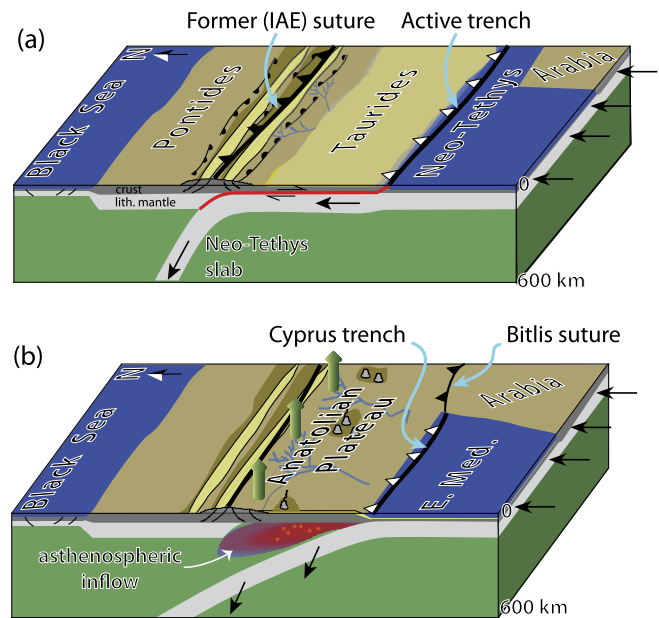 (a)
Former (IAE) suture
Active trench
N
Black Sea
Pontides
Taurides
Neo-Tethys
Arabia
crust
lith. mantle
0
Neo-Tethys
slab
600 km
(b)
Cyprus trench
Bitlis suture
N
Black Sea
Anatolian
Plateau
Arabia
E. Med.
0
asthenospheric
inflow
600 km